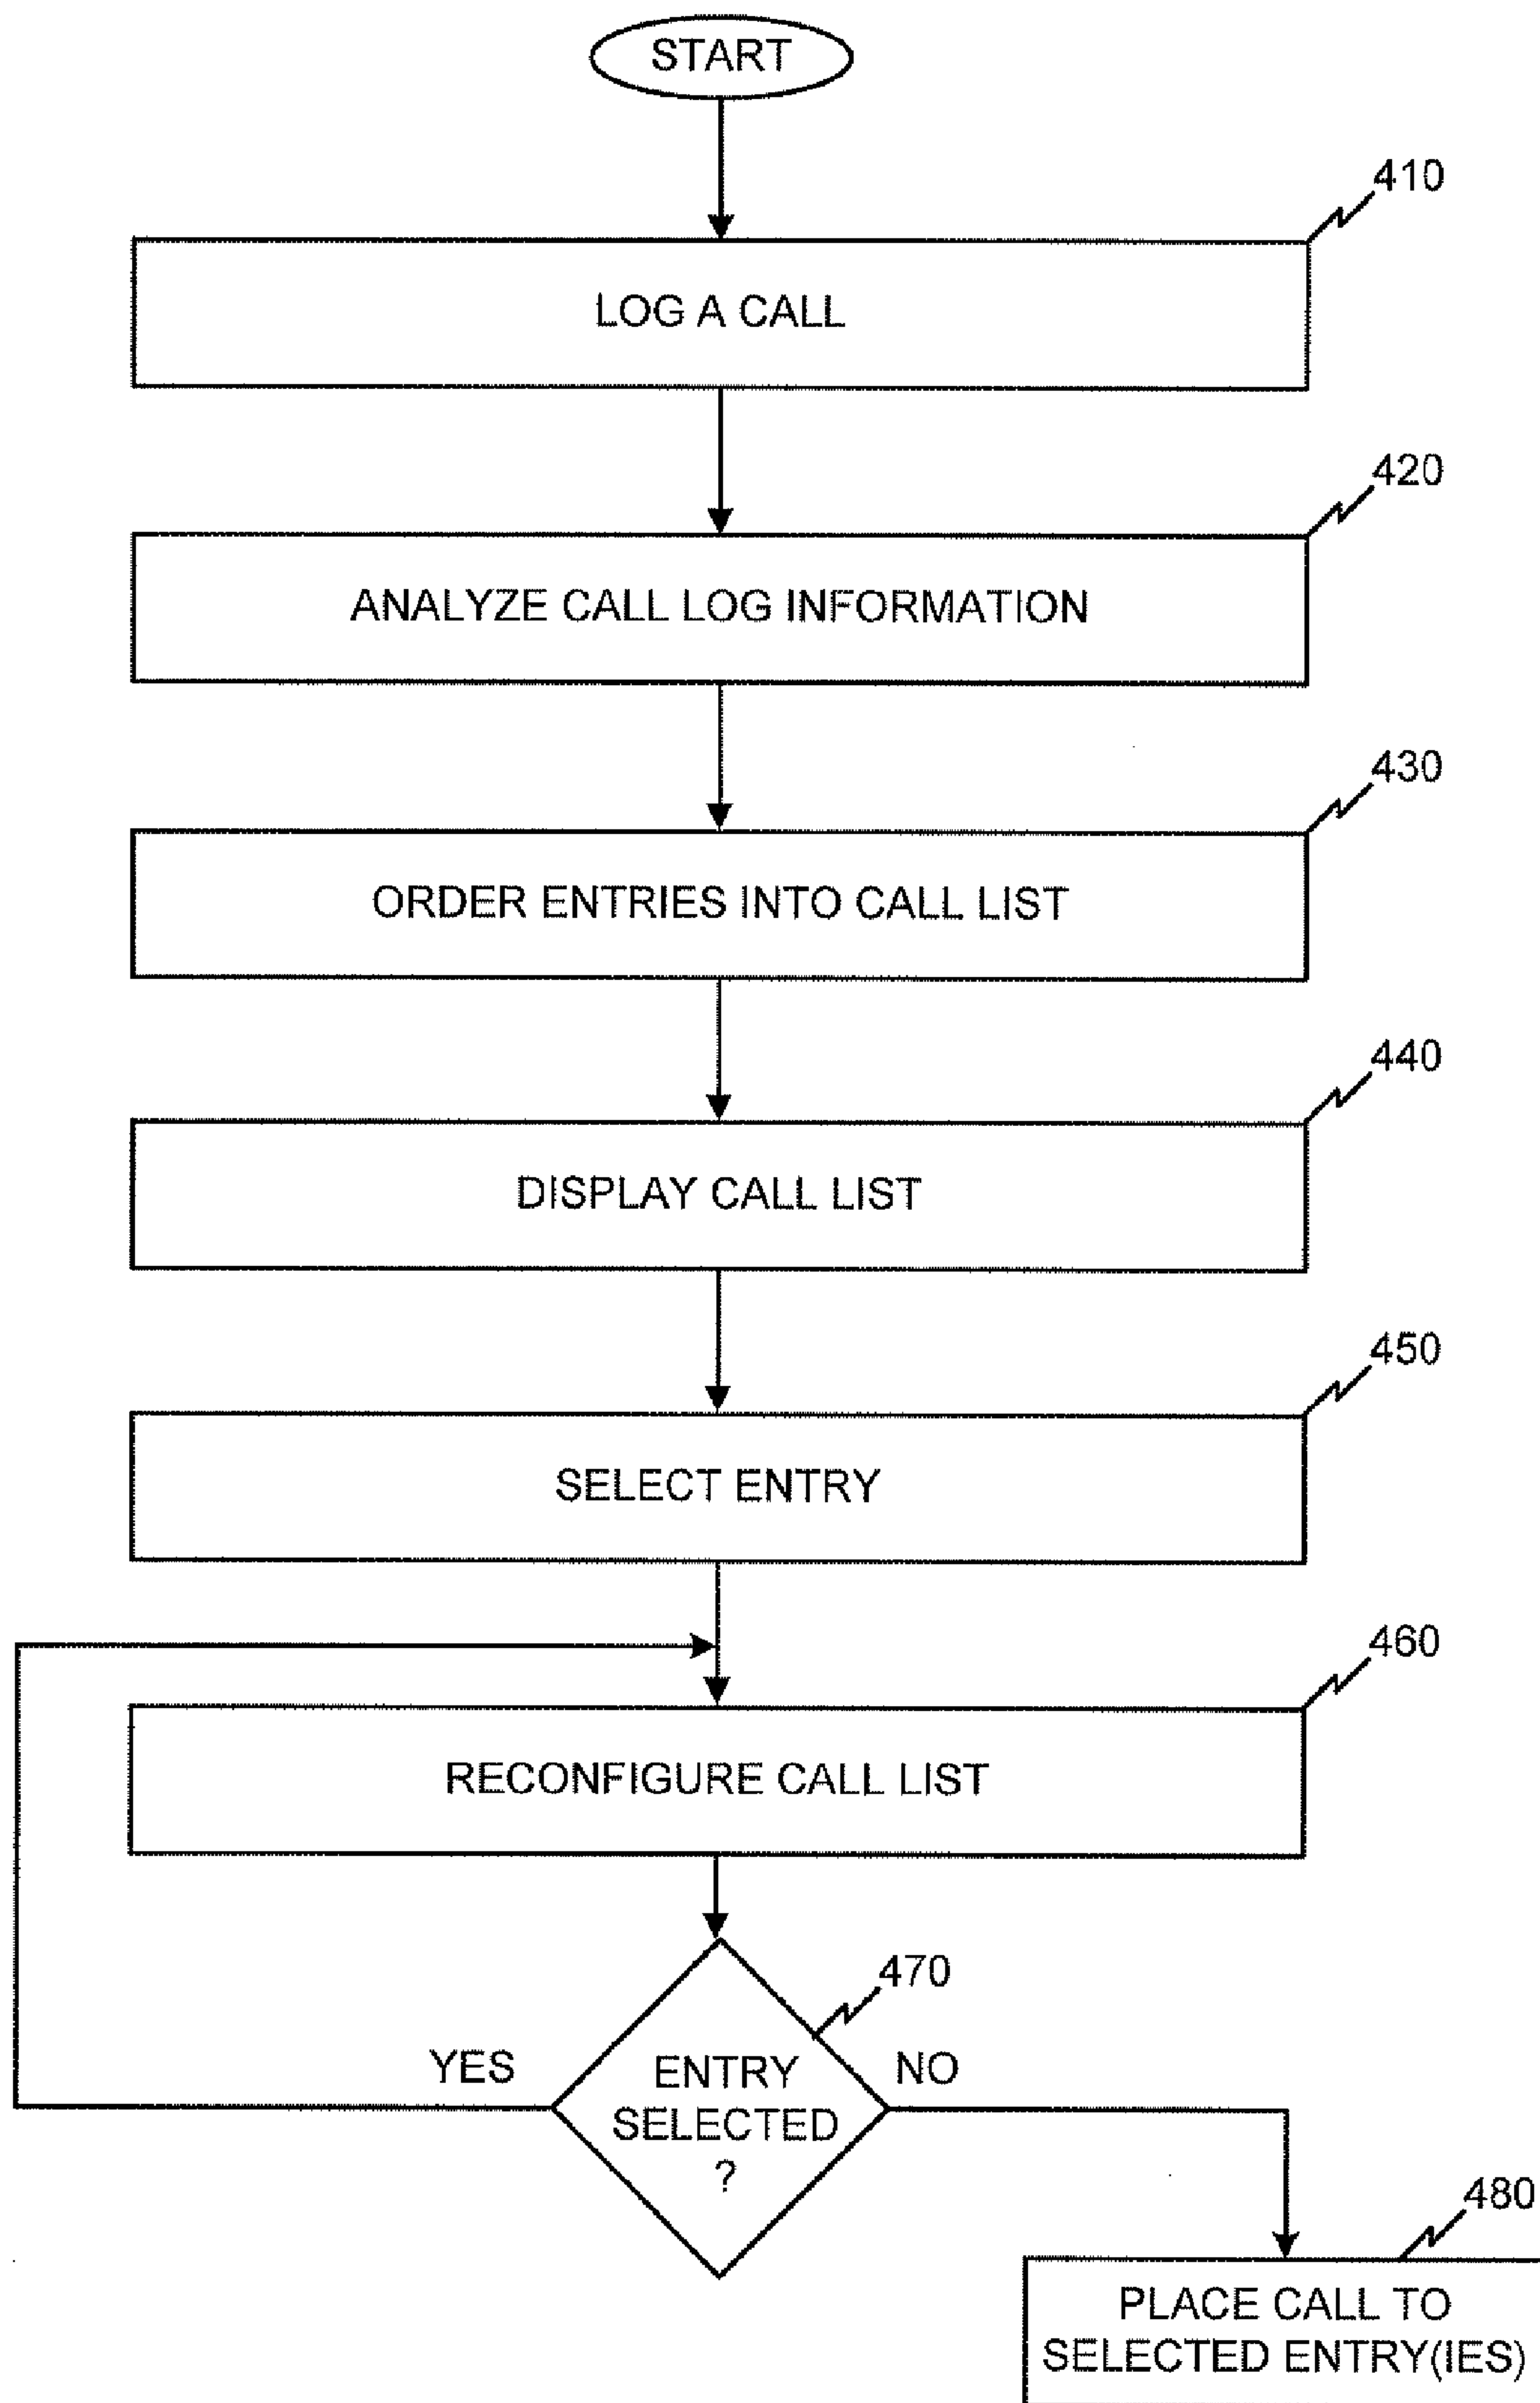 START
410
LOG A CALL
420
ANALYZE CALL LOG INFORMATION
430
ORDER ENTRIES INTO CALL LIST
440
DISPLAY CALL LIST
450
SELECT ENTRY
460
RECONFIGURE CALL LIST
470
YES
ENTRY
SELECTED
?
NO
480
PLACE CALL TO
SELECTED ENTRY(IES)